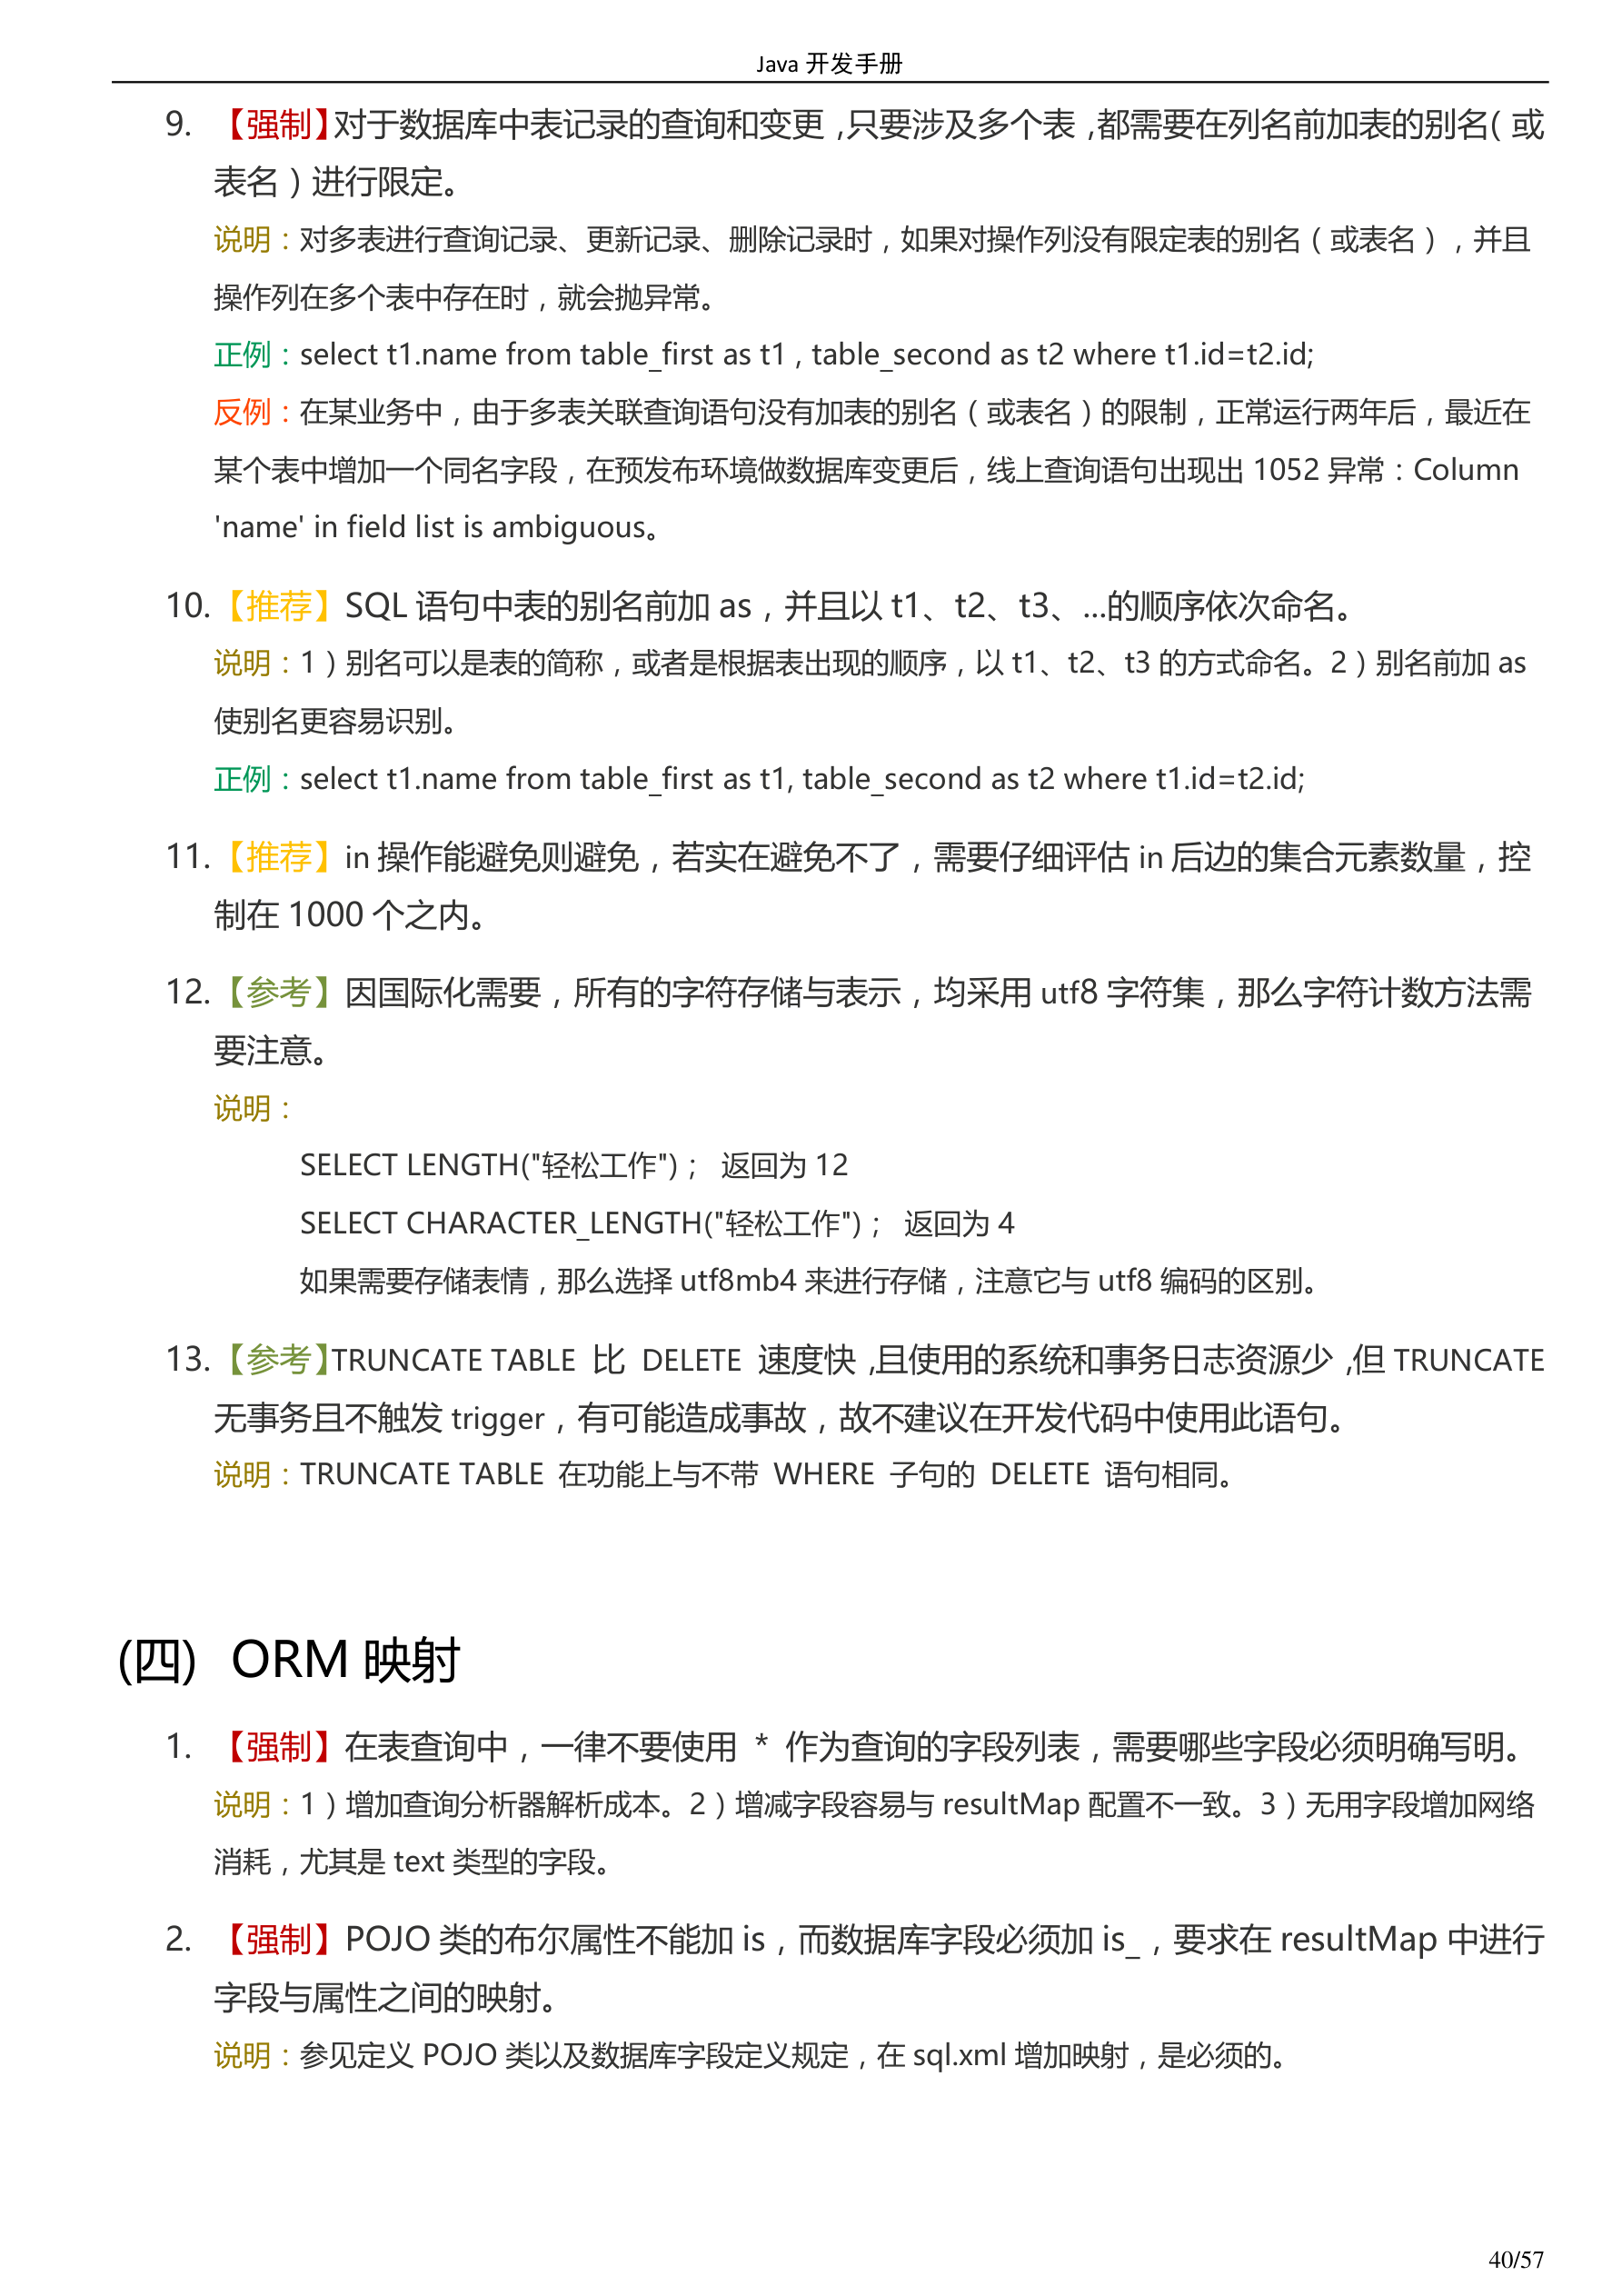 Java 开发手册
9. 【强制】对于数据库中表记录的查询和变更，只要涉及多个表，都需要在列名前加表的别名（或
表名）进行限定。
说明：对多表进行查询记录、更新记录、删除记录时，如果对操作列没有限定表的别名（或表名），并且
操作列在多个表中存在时，就会抛异常。
正例：select t1.name from table_first as t1 , table_second as t2 where t1.id=t2.id;
反例：在某业务中，由于多表关联查询语句没有加表的别名（或表名）的限制，正常运行两年后，最近在
某个表中增加一个同名字段，在预发布环境做数据库变更后，线上查询语句出现出 1052 异常：Column
'name' in field list is ambiguous。
10. 【推荐】SQL 语句中表的别名前加 as，并且以 t1、t2、t3、...的顺序依次命名。
说明：1）别名可以是表的简称，或者是根据表出现的顺序，以 t1、t2、t3 的方式命名。2）别名前加 as
使别名更容易识别。
正例：select t1.name from table_first as t1, table_second as t2 where t1.id=t2.id;
11. 【推荐】in 操作能避免则避免，若实在避免不了，需要仔细评估 in 后边的集合元素数量，控
制在 1000 个之内。
12. 【参考】因国际化需要，所有的字符存储与表示，均采用 utf8 字符集，那么字符计数方法需
要注意。
说明：
SELECT LENGTH("轻松工作")； 返回为 12
SELECT CHARACTER_LENGTH("轻松工作")； 返回为 4
如果需要存储表情，那么选择 utf8mb4 来进行存储，注意它与 utf8 编码的区别。
13. 【参考】TRUNCATE TABLE 比 DELETE 速度快，且使用的系统和事务日志资源少，但 TRUNCATE
无事务且不触发 trigger，有可能造成事故，故不建议在开发代码中使用此语句。
说明：TRUNCATE TABLE 在功能上与不带 WHERE 子句的 DELETE 语句相同。
(四) ORM 映射
1. 【强制】在表查询中，一律不要使用 * 作为查询的字段列表，需要哪些字段必须明确写明。
说明：1）增加查询分析器解析成本。2）增减字段容易与 resultMap 配置不一致。3）无用字段增加网络
消耗，尤其是 text 类型的字段。
2. 【强制】POJO 类的布尔属性不能加 is，而数据库字段必须加 is_，要求在 resultMap 中进行
字段与属性之间的映射。
说明：参见定义 POJO 类以及数据库字段定义规定，在 sql.xml 增加映射，是必须的。
40/57